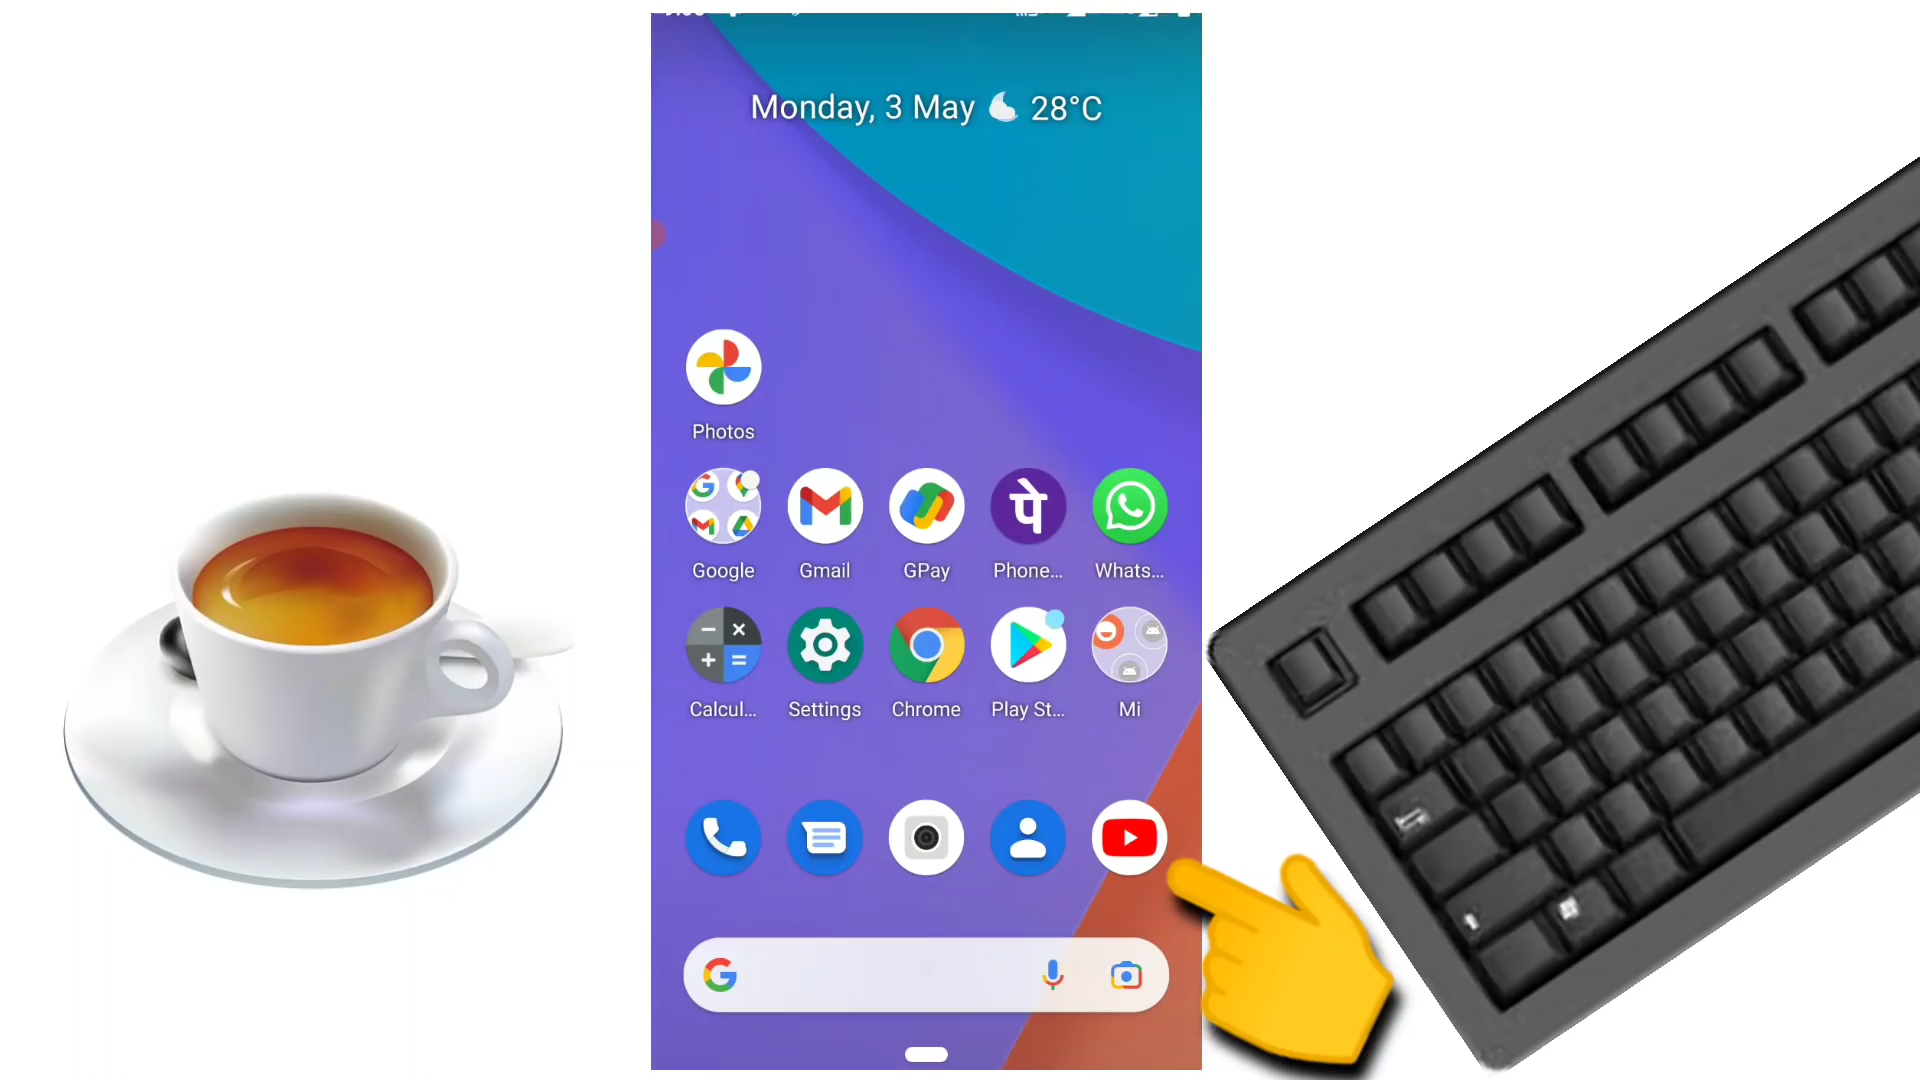 Monday, 3 May 28°C
Photos
Google Gmail GPay Phone... Whats...
पे
Calcul... Settings Chrome Play St... Mi